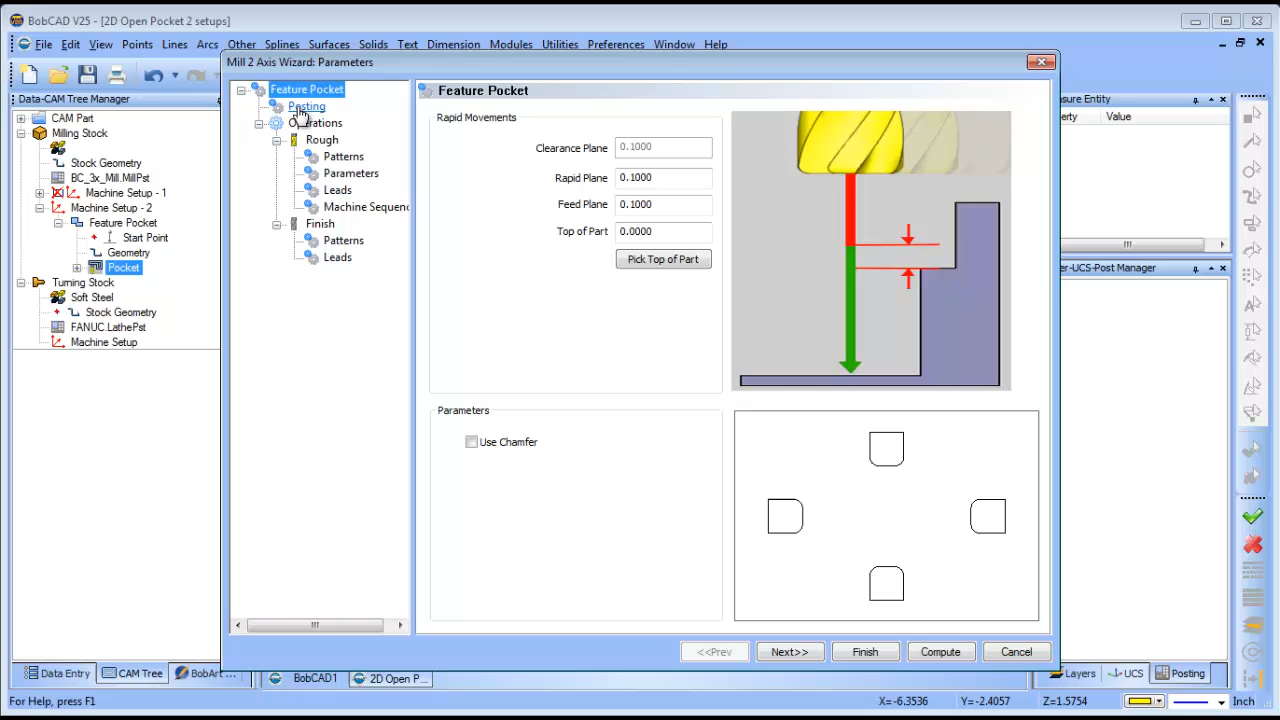 BobCAD V25 - [2D Open Pocket 2 setups]
File Edit View Points Lines Arcs Other Splines Surfaces Solids Text Dimension Modules Utilities Preferences Window Help
Mill 2 Axis Wizard: Parameters
Data-CAM Tree Manager
CAM Part
Milling Stock
Stock Geometry
BC_3x_Mill.MillPst
Machine Setup - 1
Machine Setup - 2
Feature Pocket
Start Point
Geometry
Pocket
Turning Stock
Soft Steel
Stock Geometry
FANUC.LathePst
Machine Setup
Feature Pocket
Posting
Operations
Rough
Patterns
Parameters
Leads
Machine Sequenc
Finish
Patterns
Leads
Feature Pocket
Rapid Movements
Clearance Plane 0.1000
Rapid Plane 0.1000
Feed Plane 0.1000
Top of Part 0.0000
Pick Top of Part
Parameters
Use Chamfer
<<Prev Next>> Finish Compute Cancel
sure Entity
rty Value
er-UCS-Post Manager
Data Entry CAM Tree BobArt ...
BobCAD1 2D Open P...
Layers UCS Posting
For Help, press F1 X=-6.3536 Y=-2.4057 Z=1.5754 Inch